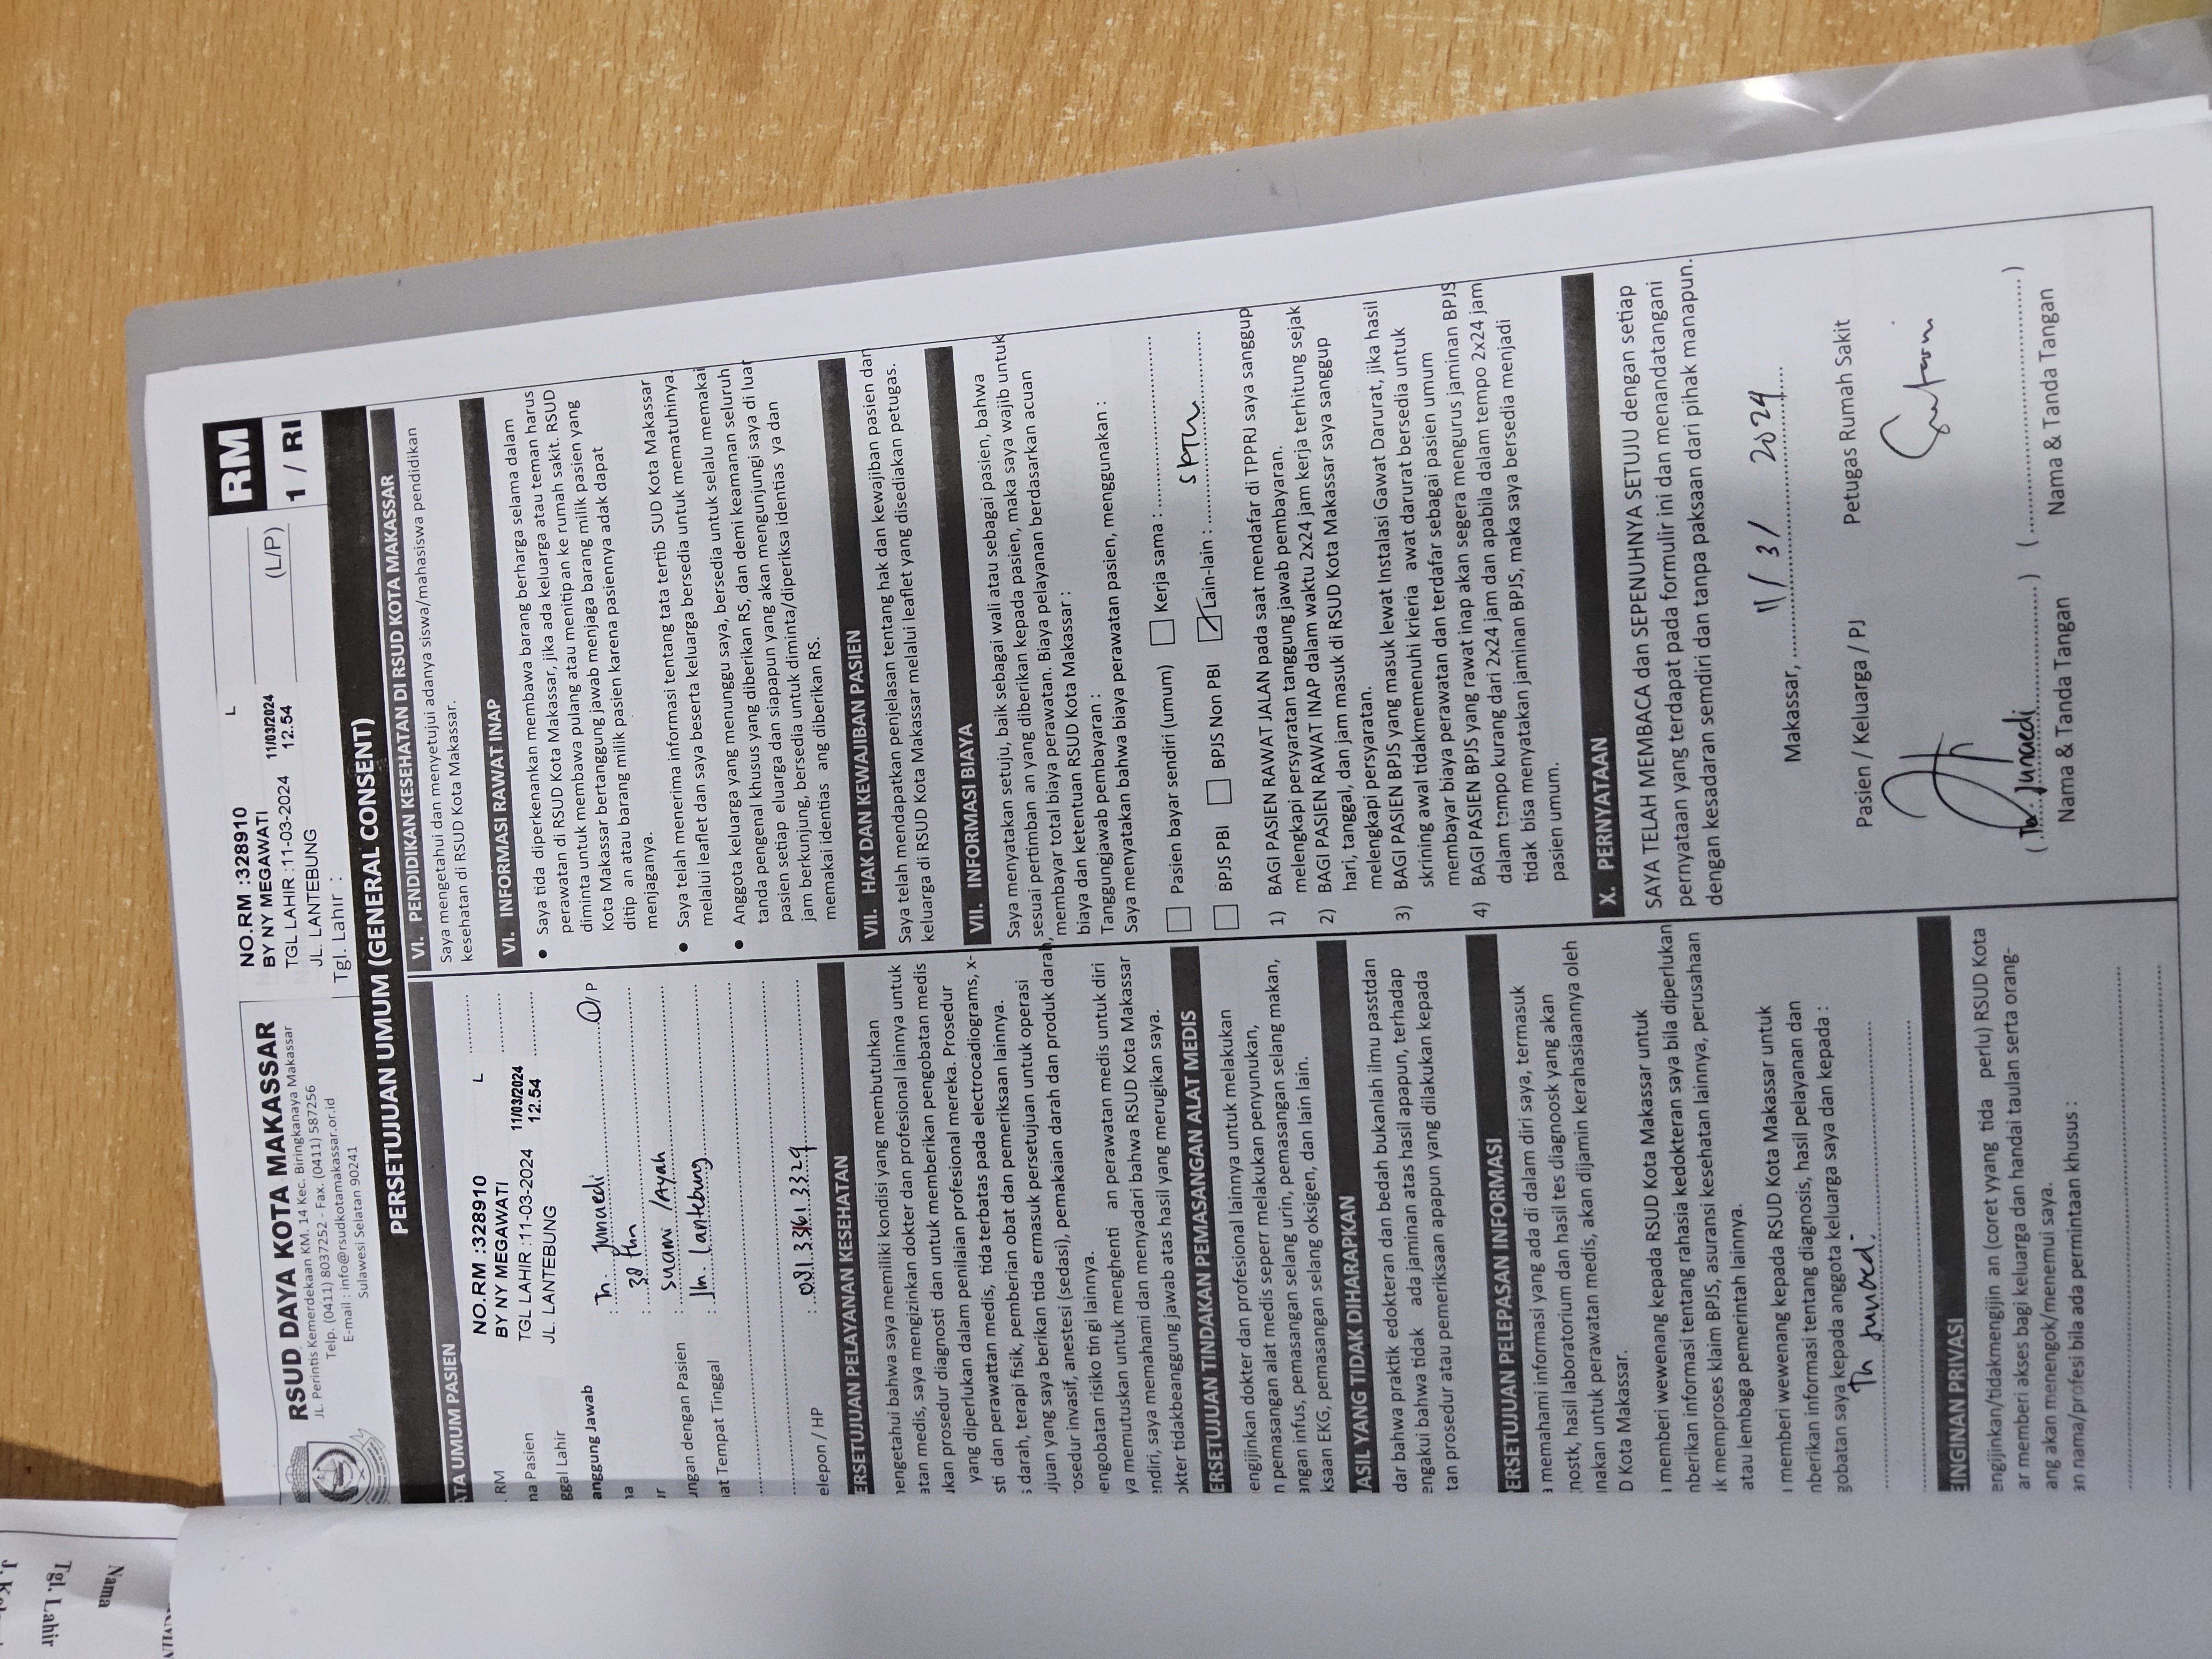 J. Kel
Tgl. Lahir
Nama
RSUD DAYA KOTA MAKASSAR
JL. Perintis Kemerdekaan KM. 14 Kec. Biringkanaya Makassar
Telp. (0411) 8037252 - Fax. (0411) 587256
E-mail : info@rsudkotamakassar.or.id
Sulawesi Selatan 90241
NO.RM :328910 L
BY NY MEGAWATI
TGL LAHIR :11-03-2024 11/03/2024 12.54
JL. LANTEBUNG
Tgl. Lahir :
(L/P)
RM
1 / RI
PERSETUJUAN UMUM (GENERAL CONSENT)
ATA UMUM PASIEN
. RM
na Pasien
ggal Lahir
NO.RM :328910 L
BY NY MEGAWATI
TGL LAHIR :11-03-2024 11/03/2024 12.54
JL. LANTEBUNG
anggung Jawab
na : Tn. Junaedi L/ P
ur : 38 thn
ungan dengan Pasien : suami /Ayah
nat Tempat Tinggal : Jln. Lantebung
elepon / HP : 081 33161 3329
ERSETUJUAN PELAYANAN KESEHATAN
nengetahui bahwa saya memiliki kondisi yang membutuhkan
atan medis, saya mengizinkan dokter dan profesional lainnya untuk
ukan prosedur diagnosti dan untuk memberikan pengobatan medis
yang diperlukan dalam penilaian profesional mereka. Prosedur
sti dan perawattan medis, tida terbatas pada electrocadiograms, x-
s darah, terapi fisik, pemberian obat dan pemeriksaan lainnya.
ujuan yang saya berikan tida ermasuk persetujuan untuk operasi
rosedur invasif, anestesi (sedasi), pemakaian darah dan produk darah,
engobatan risiko tin gi lainnya.
ya memutuskan untuk menghenti an perawatan medis untuk diri
endiri, saya memahami dan menyadari bahwa RSUD Kota Makassar
okter tidakbeanggung jawab atas hasil yang merugikan saya.
ERSETUJUAN TINDAKAN PEMASANGAN ALAT MEDIS
engijinkan dokter dan profesional lainnya untuk melakukan
n pemasangan alat medis seperr melakukan penyunukan,
angan infus, pemasangan selang urin, pemasangan selang makan,
ksaan EKG, pemasangan selang oksigen, dan lain lain.
HASIL YANG TIDAK DIHARAPKAN
dar bahwa praktik edokteran dan bedah bukanlah ilmu passtdan
engakui bahwa tidak ada jaminan atas hasil apapun, terhadap
tan prosedur atau pemeriksaan apapun yang dilakukan kepada
ERSETUJUAN PELEPASAN INFORMASI
a memahami informasi yang ada di dalam diri saya, termasuk
gnostk, hasil laboratorium dan hasil tes diagnoosk yang akan
unakan untuk perawatan medis, akan dijamin kerahasiaannya oleh
D Kota Makassar.
a memberi wewenang kepada RSUD Kota Makassar untuk
nberikan informasi tentang rahasia kedokteran saya bila diperlukan
uk memproses klaim BPJS, asuransi kesehatan lainnya, perusahaan
atau lembaga pemerintah lainnya.
a memberi wewenang kepada RSUD Kota Makassar untuk
nberikan informasi tentang diagnosis, hasil pelayanan dan
gobatan saya kepada anggota keluarga saya dan kepada :
Tn Junaedi
EINGINAN PRIVASI
engijinkan/tidakmengijin an (coret yyang tida perlu) RSUD Kota
ar memberi akses bagi keluarga dan handai taulan serta orang-
ang akan menengok/menemui saya.
an nama/profesi bila ada permintaan khusus :
VI. PENDIDIKAN KESEHATAN DI RSUD KOTA MAKASSAR
Saya mengetahui dan menyetujui adanya siswa/mahasiswa pendidikan
kesehatan di RSUD Kota Makassar.
VI. INFORMASI RAWAT INAP
● Saya tida diperkenankan membawa barang berharga selama dalam
perawatan di RSUD Kota Makassar, jika ada keluarga atau teman harus
diminta untuk membawa pulang atau menitip an ke rumah sakit. RSUD
Kota Makassar bertanggung jawab menjaga barang milik pasien yang
ditip an atau barang milik pasien karena pasiennya adak dapat
menjaganya.
● Saya telah menerima informasi tentang tata tertib SUD Kota Makassar
melalui leaflet dan saya beserta keluarga bersedia untuk mematuhinya.
● Anggota keluarga yang menunggu saya, bersedia untuk selalu memakai
tanda pengenal khusus yang diberikan RS, dan demi keamanan seluruh
pasien setiap eluarga dan siapapun yang akan mengunjungi saya di luar
jam berkunjung, bersedia untuk diminta/diperiksa identias ya dan
memakai identias ang diberikan RS.
VII. HAK DAN KEWAJIBAN PASIEN
Saya telah mendapatkan penjelasan tentang hak dan kewajiban pasien dan
keluarga di RSUD Kota Makassar melalui leaflet yang disediakan petugas.
VII. INFORMASI BIAYA
Saya menyatakan setuju, baik sebagai wali atau sebagai pasien, bahwa
sesuai pertimban an yang diberikan kepada pasien, maka saya wajib untuk
membayar total biaya perawatan. Biaya pelayanan berdasarkan acuan
biaya dan ketentuan RSUD Kota Makassar :
Tanggungjawab pembayaran :
Saya menyatakan bahwa biaya perawatan pasien, menggunakan :
Pasien bayar sendiri (umum) Kerja sama :
BPJS PBI BPJS Non PBI Lain-lain :
1) BAGI PASIEN RAWAT JALAN pada saat mendafar di TPPRJ saya sanggup
melengkapi persyaratan tanggung jawab pembayaran.
2) BAGI PASIEN RAWAT INAP dalam waktu 2x24 jam kerja terhitung sejak
hari, tanggal, dan jam masuk di RSUD Kota Makassar saya sanggup
melengkapi persyaratan.
3) BAGI PASIEN BPJS yang masuk lewat Instalasi Gawat Darurat, jika hasil
skrining awal tidakmemenuhi krieria awat darurat bersedia untuk
membayar biaya perawatan dan terdafar sebagai pasien umum
4) BAGI PASIEN BPJS yang rawat inap akan segera mengurus jaminan BPJS
dalam tempo kurang dari 2x24 jam dan apabila dalam tempo 2x24 jam
tidak bisa menyatakan jaminan BPJS, maka saya bersedia menjadi
pasien umum.
X. PERNYATAAN
SAYA TELAH MEMBACA dan SEPENUHNYA SETUJU dengan setiap
pernyataan yang terdapat pada formulir ini dan menandatangani
dengan kesadaran semdiri dan tanpa paksaan dari pihak manapun.
Makassar, 11/ 3/ 2024
Pasien / Keluarga / PJ Petugas Rumah Sakit
( Tn. Junaedi ) ( )
Nama & Tanda Tangan Nama & Tanda Tangan